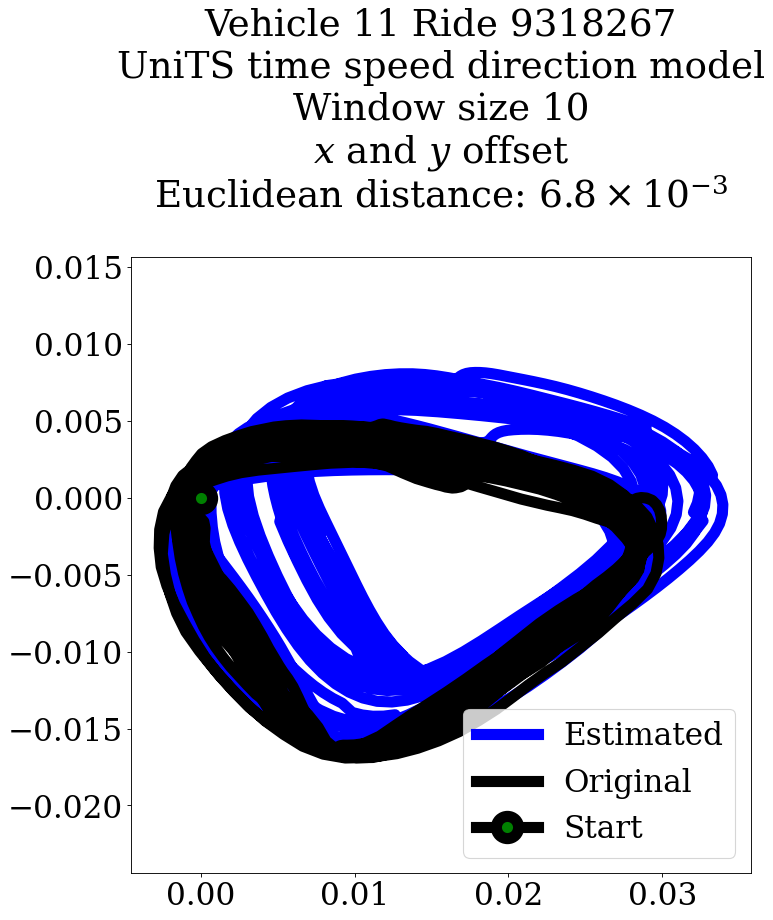 Vehicle 11 Ride 9318267
UniTS time speed direction model
Window size 10
x and y offset
Euclidean distance: 6.8 × 10⁻³
0.015
0.010
0.005
0.000
−0.005
−0.010
−0.015
−0.020
Estimated
Original
Start
0.00 0.01 0.02 0.03